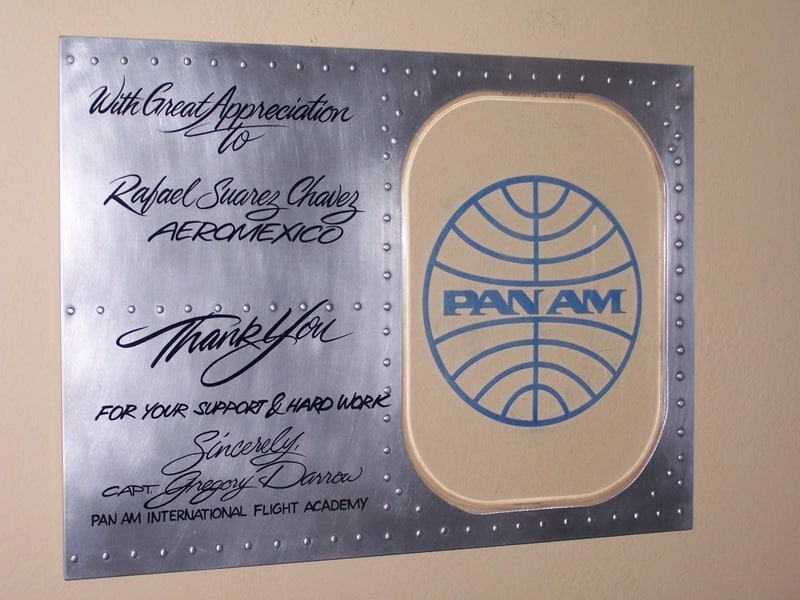 With Great Appreciation
To
Rafael Suarez Chavez
AEROMEXICO
Thank You
FOR YOUR SUPPORT & HARD WORK
Sincerely,
CAPT. Gregory Darrow
PAN AM INTERNATIONAL FLIGHT ACADEMY
PAN AM